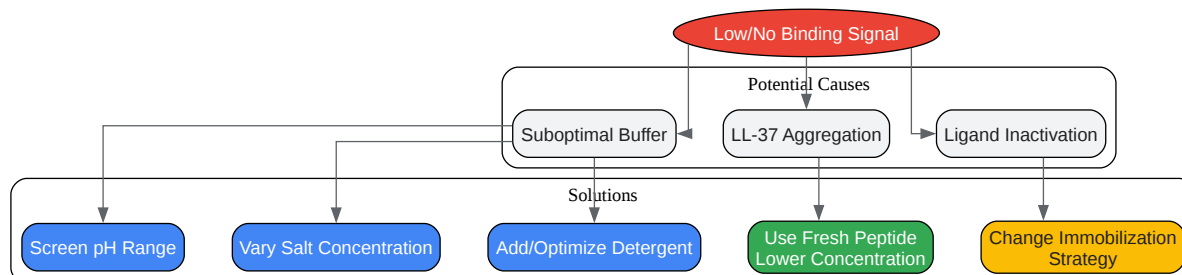 Low/No Binding Signal
Potential Causes
Suboptimal Buffer
LL-37 Aggregation
Ligand Inactivation
Solutions
Screen pH Range
Vary Salt Concentration
Add/Optimize Detergent
Use Fresh Peptide
Lower Concentration
Change Immobilization
Strategy